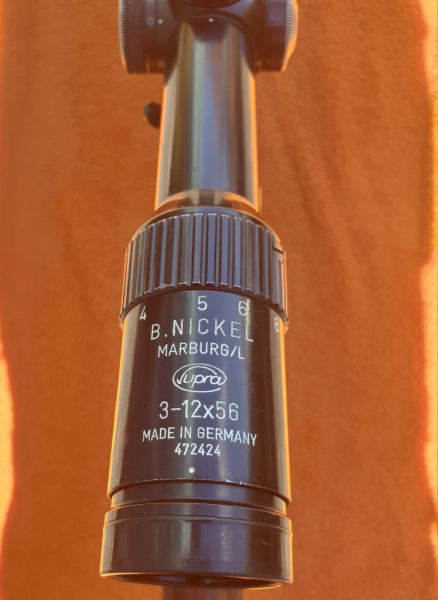 4 5 6 8
B.NICKEL
MARBURG/L
Supra
3-12x56
MADE IN GERMANY
472424